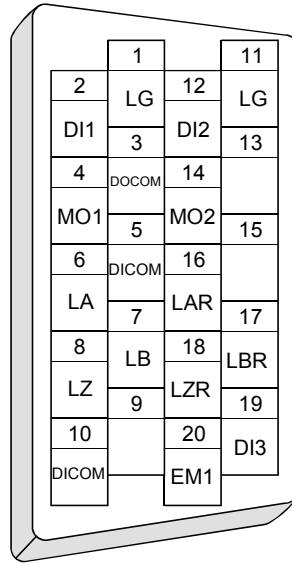 1 11
2 LG 12 LG
DI1 3 DI2 13
4 DOCOM 14
MO1 5 MO2 15
6 DICOM 16
LA 7 LAR 17
8 LB 18 LBR
LZ 9 LZR 19
10 20 DI3
DICOM EM1